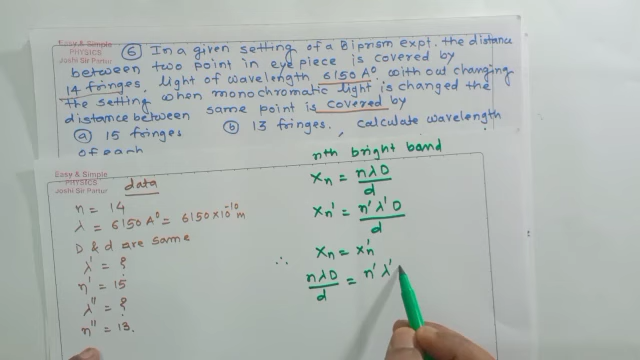 Easy & Simple
PHYSICS
Joshi Sir Parlur
⑥ In a given setting of a Biprism expt. the distance
between two point in eyepiece is covered by
14 fringes. light of wavelength 6150 A° with out changing
the setting when monochromatic light is changed the
distance between same point is covered by
ⓐ 15 fringes ⓑ 13 fringes. , calculate wavelength
of each
Easy & Simple
PHYSICS
Joshi Sir Parlur
data
n = 14
λ = 6150 A° = 6150 × 10⁻¹⁰ m
D & d are same
λ' = ?
n' = 15
λ'' = ?
n'' = 13.
nth bright band
Xn = nλD/d
Xn' = n'λ'D/d
∴ Xn = Xn'
nλD/d = n'λ'